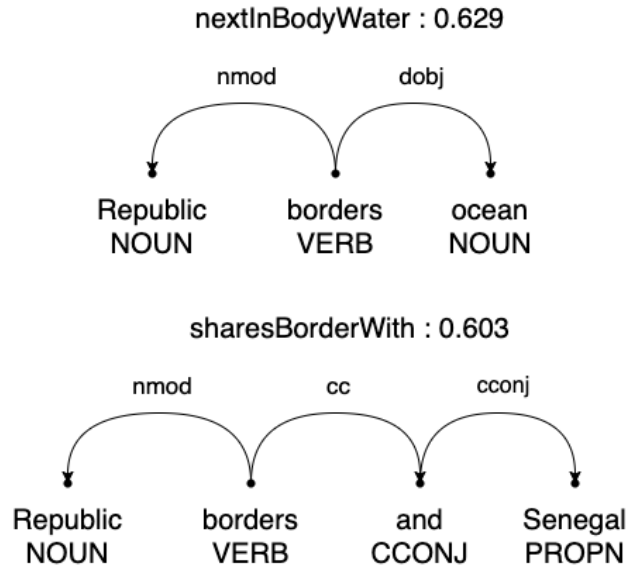 nextInBodyWater : 0.629
nmod dobj
Republic borders ocean
NOUN VERB NOUN
sharesBorderWith : 0.603
nmod cc cconj
Republic borders and Senegal
NOUN VERB CCONJ PROPN